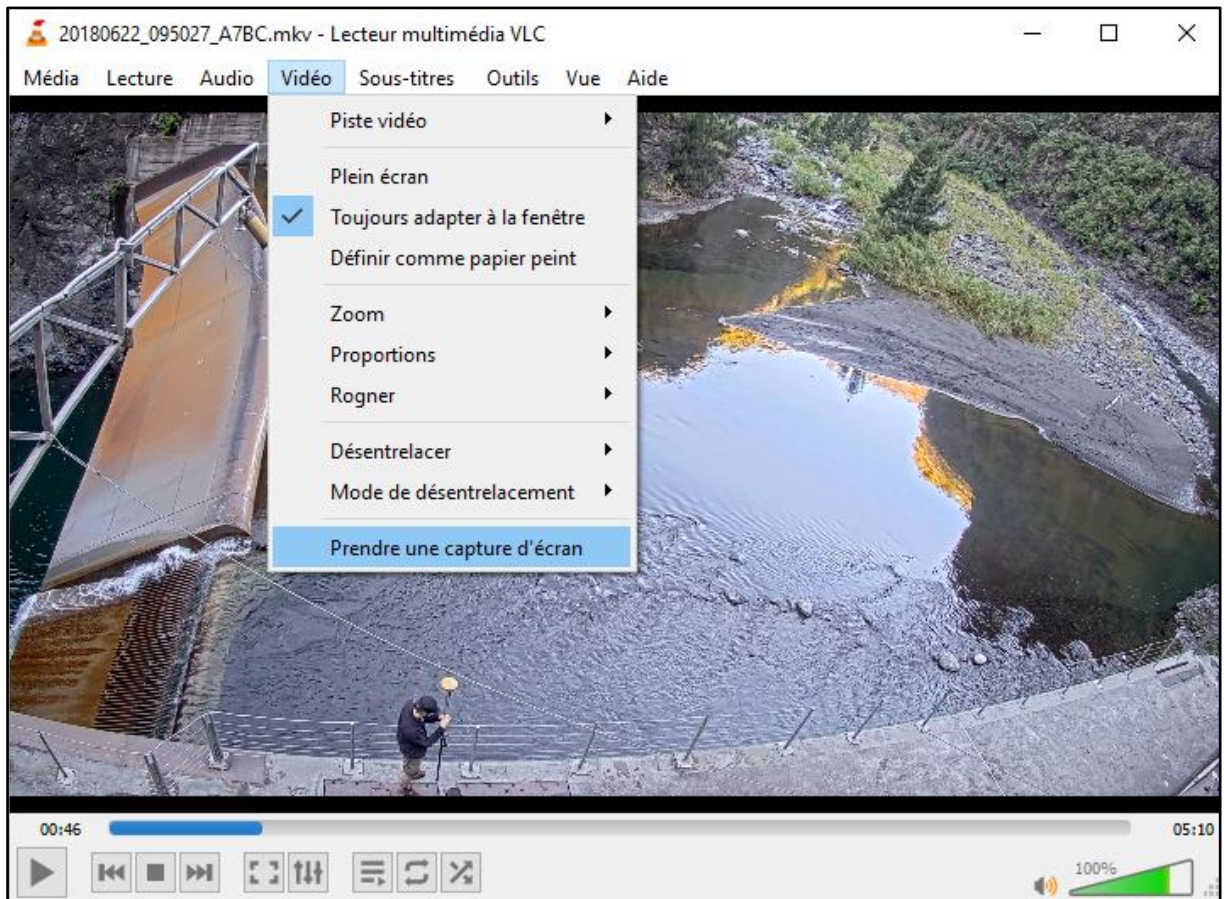 20180622_095027_A7BC.mkv - Lecteur multimédia VLC
Média Lecture Audio Vidéo Sous-titres Outils Vue Aide
Piste vidéo
Plein écran
Toujours adapter à la fenêtre
Définir comme papier peint
Zoom
Proportions
Rogner
Désentrelacer
Mode de désentrelacement
Prendre une capture d'écran
00:46 05:10
100%